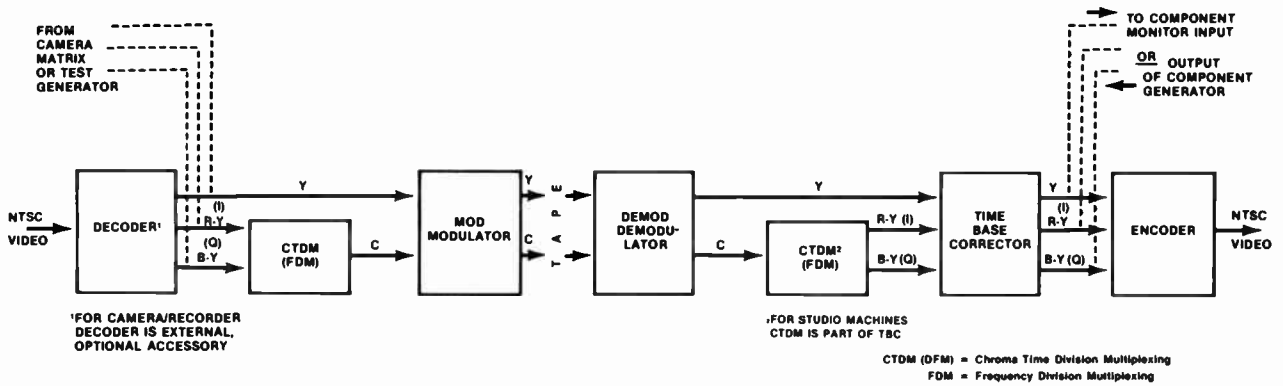 FROM
CAMERA
MATRIX
OR TEST
GENERATOR
TO COMPONENT
MONITOR INPUT
OR OUTPUT
OF COMPONENT
GENERATOR
NTSC
VIDEO
DECODER¹
Y
(I)
R-Y
(Q)
B-Y
CTDM
(FDM)
C
MOD
MODULATOR
Y
C
TAPE
DEMOD
DEMODU-
LATOR
Y
C
CTDM²
(FDM)
R-Y (I)
B-Y (Q)
TIME
BASE
CORRECTOR
Y
(I)
R-Y
B-Y (Q)
ENCODER
NTSC
VIDEO
¹FOR CAMERA/RECORDER
DECODER IS EXTERNAL,
OPTIONAL ACCESSORY
₂FOR STUDIO MACHINES
CTDM IS PART OF TBC
CTDM (DFM) = Chroma Time Division Multiplexing
FDM = Frequency Division Multiplexing